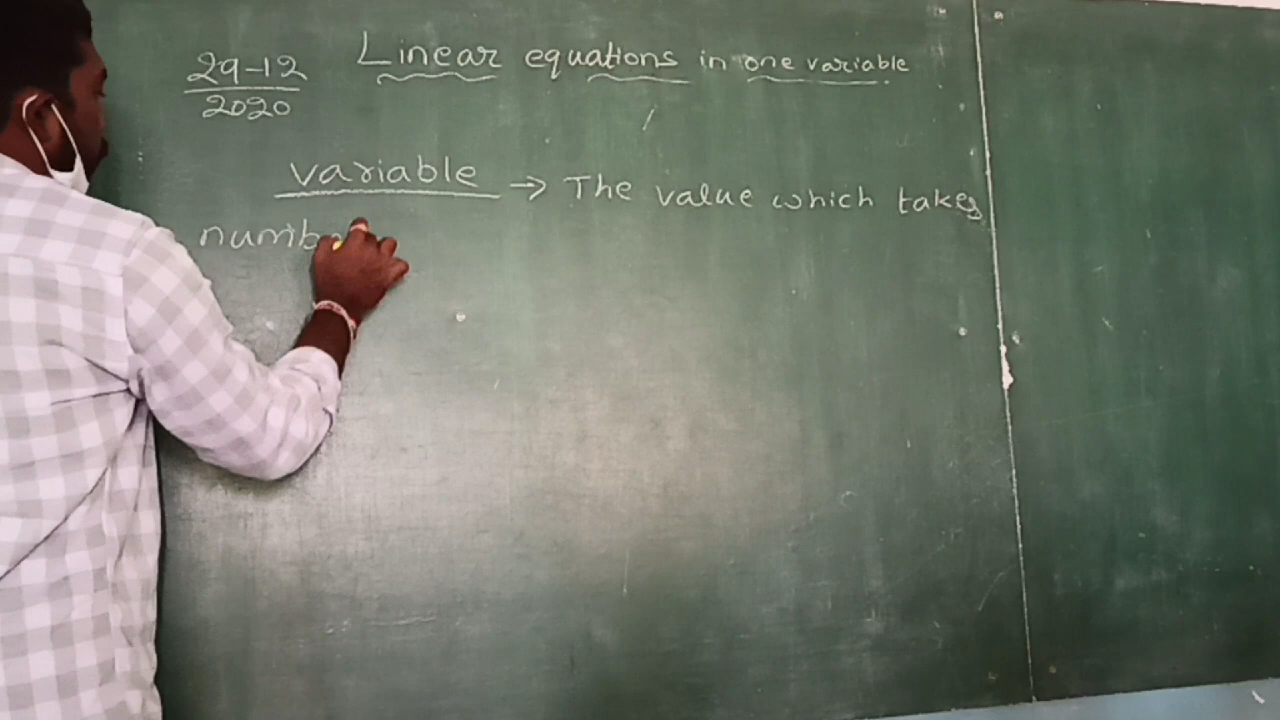 29-12
2020
Linear equations in one variable
variable → The value which takes
numb